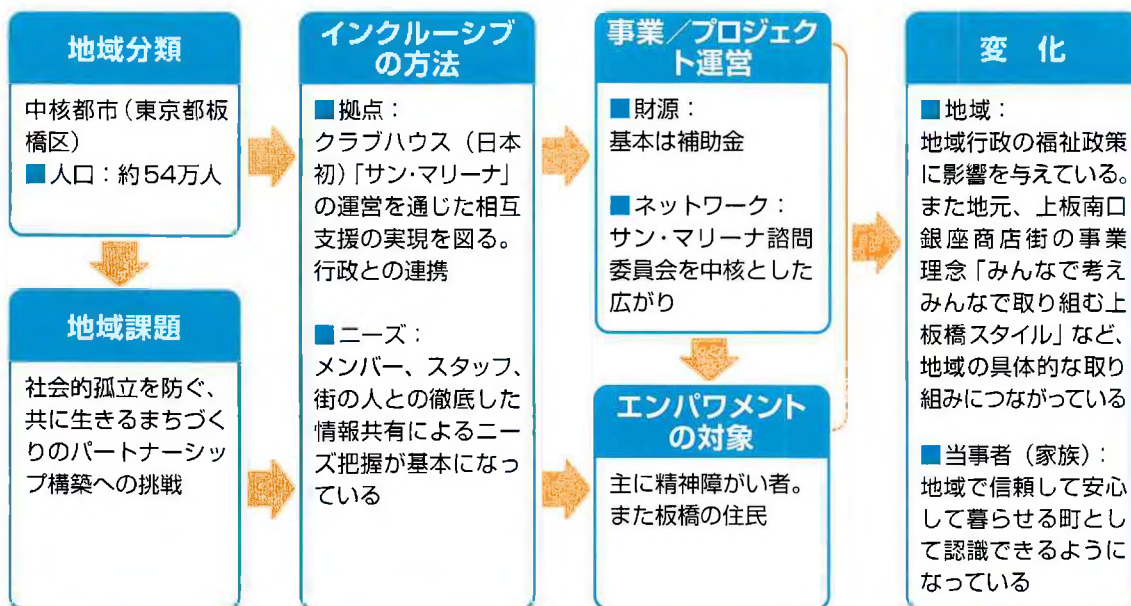 地域分類
中核都市（東京都板
橋区）
■人口：約54万人
地域課題
社会的孤立を防ぐ、
共に生きるまちづく
りのパートナーシッ
プ構築への挑戦
インクルーシブ
の方法
■拠点：
クラブハウス（日本
初）「サン・マリーナ」
の運営を通じた相互
支援の実現を図る。
行政との連携
■ニーズ：
メンバー、スタッフ、
街の人との徹底した
情報共有によるニー
ズ把握が基本になっ
ている
事業／プロジェク
ト運営
■財源：
基本は補助金
■ネットワーク：
サン・マリーナ諮問
委員会を中核とした
広がり
エンパワメント
の対象
主に精神障がい者。
また板橋の住民
変 化
■地域：
地域行政の福祉政策
に影響を与えている。
また地元、上板南口
銀座商店街の事業
理念「みんなで考え
みんなで取り組む上
板橋スタイル」など、
地域の具体的な取り
組みにつながっている
■当事者（家族）：
地域で信頼して安心
して暮らせる町とし
て認識できるように
なっている